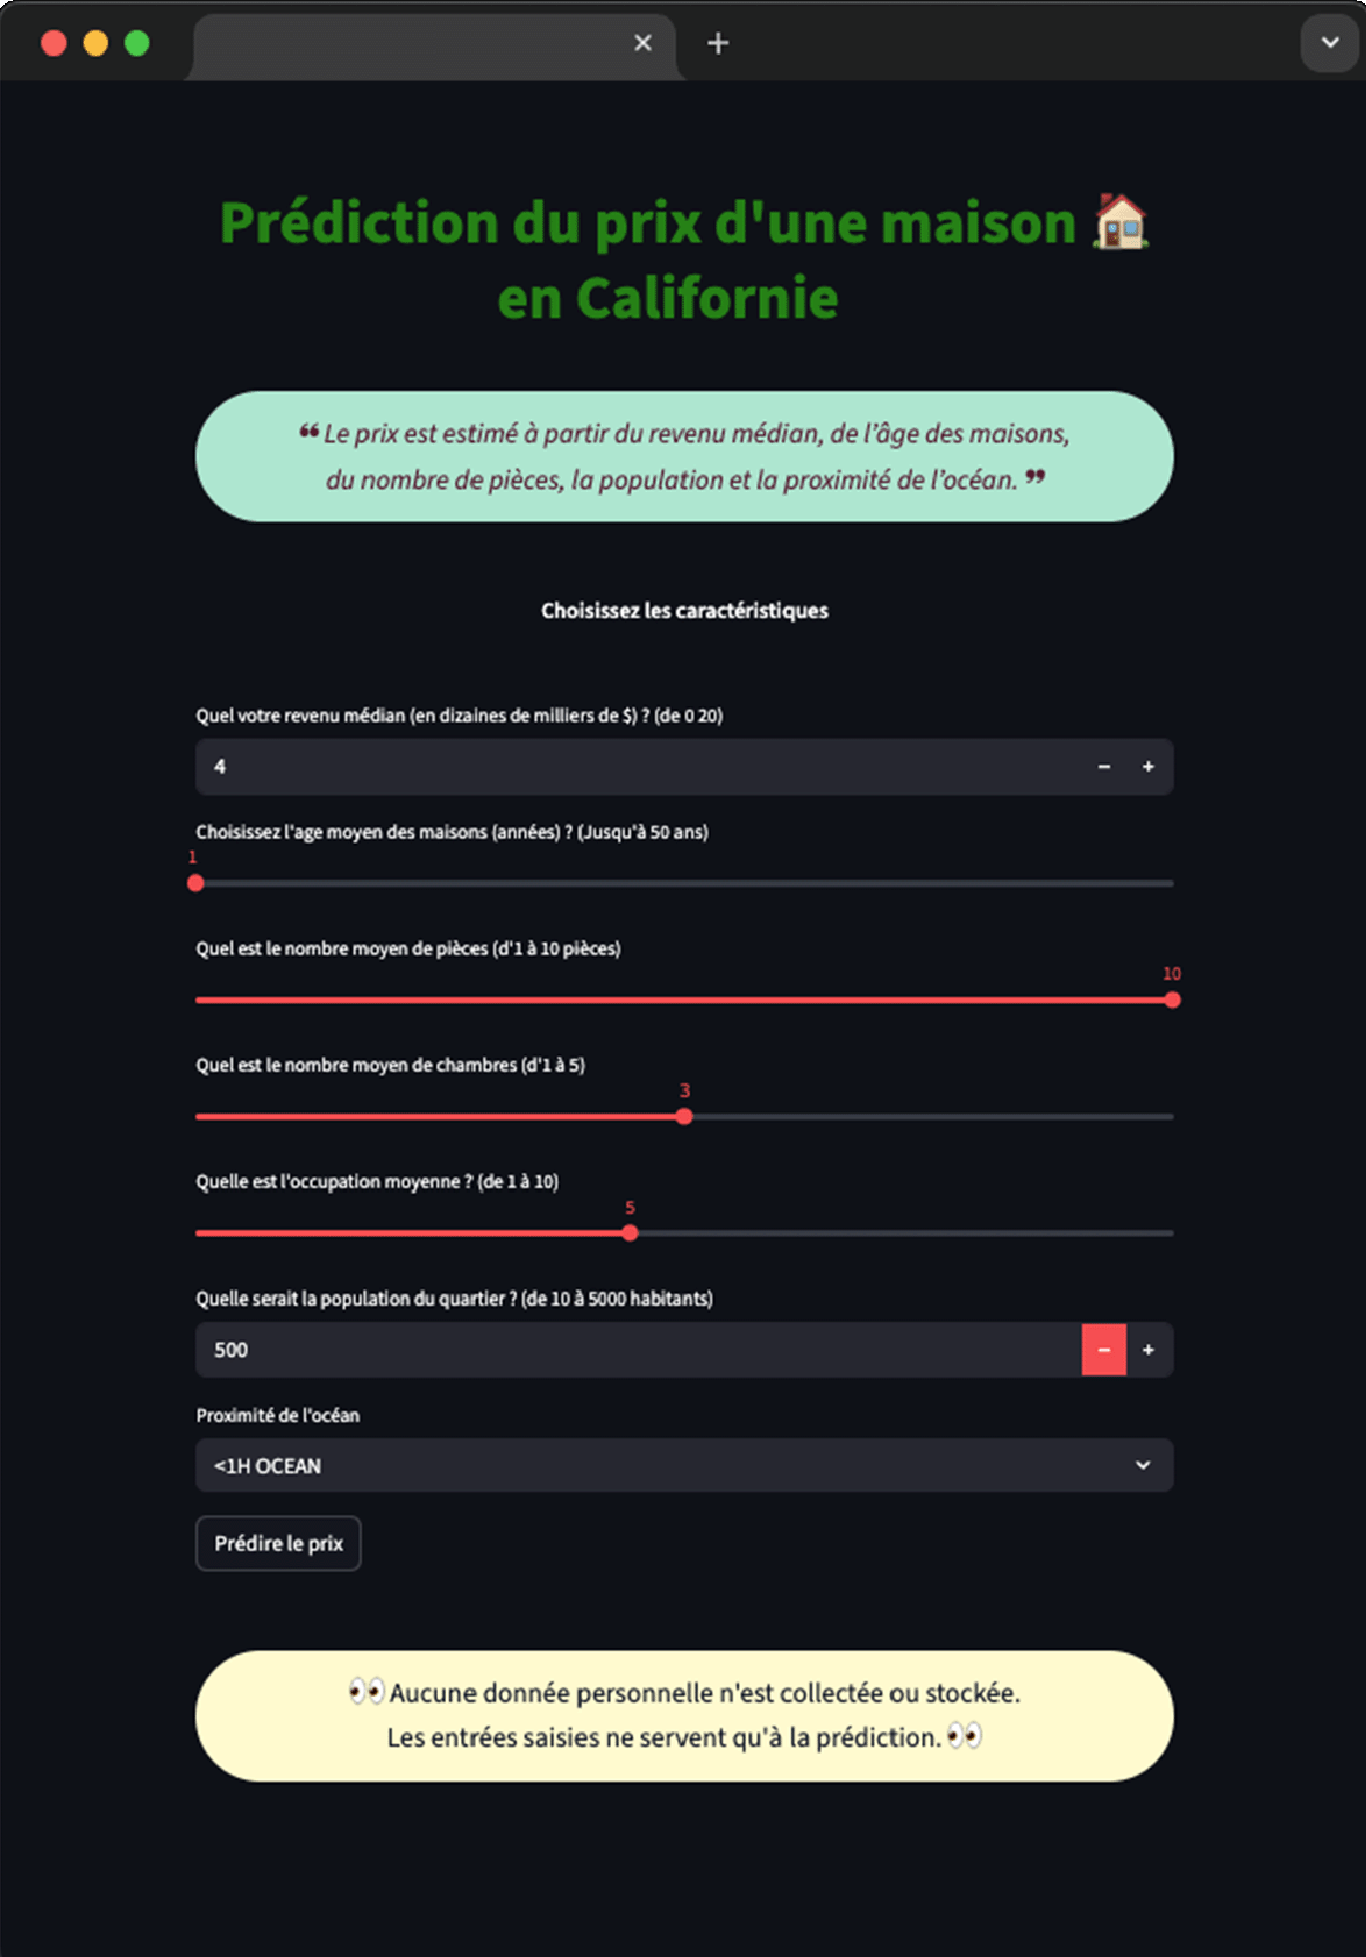 Prédiction du prix d'une maison 🏠
en Californie
❝ Le prix est estimé à partir du revenu médian, de l’âge des maisons,
du nombre de pièces, la population et la proximité de l’océan. ❞
Choisissez les caractéristiques
Quel votre revenu médian (en dizaines de milliers de $) ? (de 0 20)
4
Choisissez l'age moyen des maisons (années) ? (Jusqu'à 50 ans)
1
Quel est le nombre moyen de pièces (d'1 à 10 pièces)
10
Quel est le nombre moyen de chambres (d'1 à 5)
3
Quelle est l'occupation moyenne ? (de 1 à 10)
5
Quelle serait la population du quartier ? (de 10 à 5000 habitants)
500
Proximité de l'océan
<1H OCEAN
Prédire le prix
👀 Aucune donnée personnelle n'est collectée ou stockée.
Les entrées saisies ne servent qu'à la prédiction. 👀